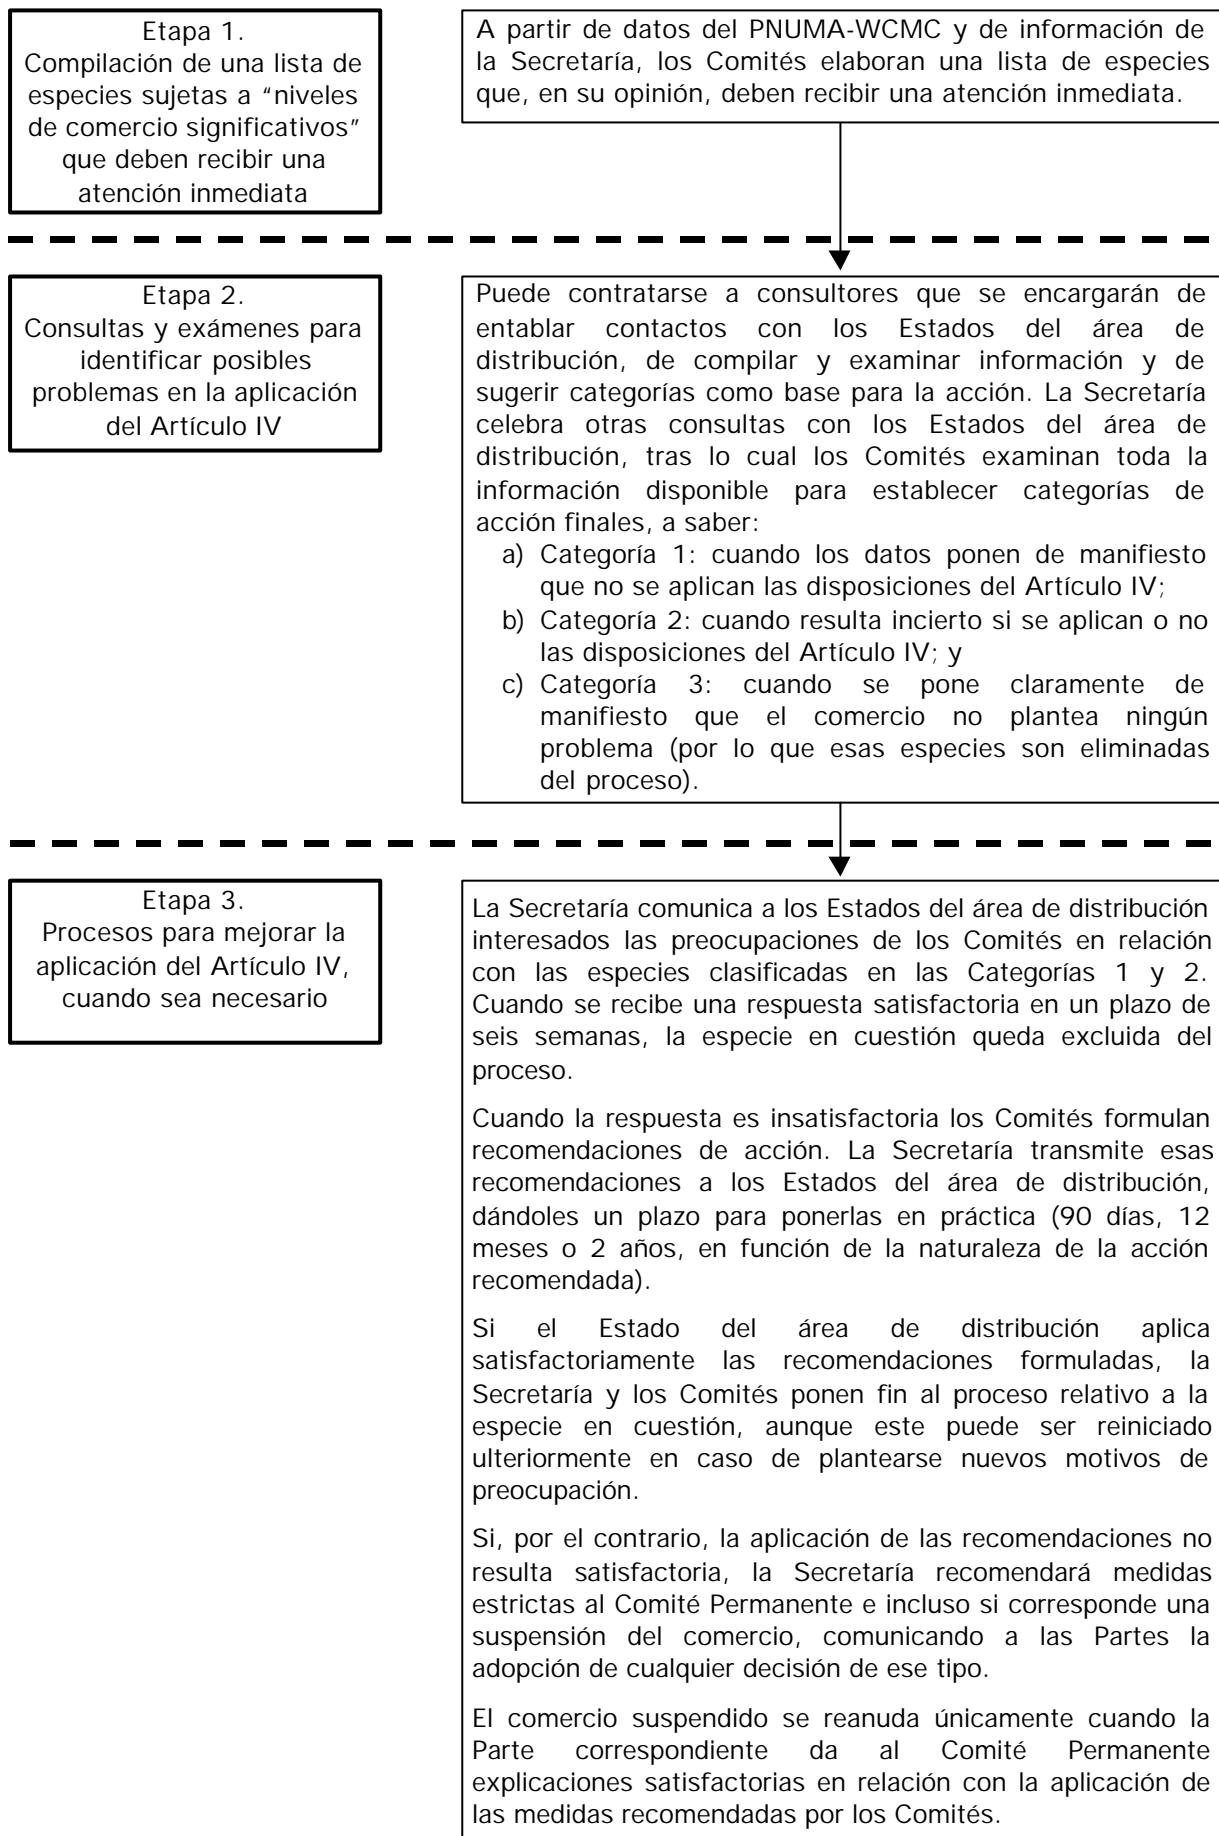 Etapa 1.
Compilación de una lista de
especies sujetas a “niveles
de comercio significativos”
que deben recibir una
atención inmediata
A partir de datos del PNUMA-WCMC y de información de
la Secretaría, los Comités elaboran una lista de especies
que, en su opinión, deben recibir una atención inmediata.
Etapa 2.
Consultas y exámenes para
identificar posibles
problemas en la aplicación
del Artículo IV
Puede contratarse a consultores que se encargarán de
entablar contactos con los Estados del área de
distribución, de compilar y examinar información y de
sugerir categorías como base para la acción. La Secretaría
celebra otras consultas con los Estados del área de
distribución, tras lo cual los Comités examinan toda la
información disponible para establecer categorías de
acción finales, a saber:
a) Categoría 1: cuando los datos ponen de manifiesto
que no se aplican las disposiciones del Artículo IV;
b) Categoría 2: cuando resulta incierto si se aplican o no
las disposiciones del Artículo IV; y
c) Categoría 3: cuando se pone claramente de
manifiesto que el comercio no plantea ningún
problema (por lo que esas especies son eliminadas
del proceso).
Etapa 3.
Procesos para mejorar la
aplicación del Artículo IV,
cuando sea necesario
La Secretaría comunica a los Estados del área de distribución
interesados las preocupaciones de los Comités en relación
con las especies clasificadas en las Categorías 1 y 2.
Cuando se recibe una respuesta satisfactoria en un plazo de
seis semanas, la especie en cuestión queda excluida del
proceso.
Cuando la respuesta es insatisfactoria los Comités formulan
recomendaciones de acción. La Secretaría transmite esas
recomendaciones a los Estados del área de distribución,
dándoles un plazo para ponerlas en práctica (90 días, 12
meses o 2 años, en función de la naturaleza de la acción
recomendada).
Si el Estado del área de distribución aplica
satisfactoriamente las recomendaciones formuladas, la
Secretaría y los Comités ponen fin al proceso relativo a la
especie en cuestión, aunque este puede ser reiniciado
ulteriormente en caso de plantearse nuevos motivos de
preocupación.
Si, por el contrario, la aplicación de las recomendaciones no
resulta satisfactoria, la Secretaría recomendará medidas
estrictas al Comité Permanente e incluso si corresponde una
suspensión del comercio, comunicando a las Partes la
adopción de cualquier decisión de ese tipo.
El comercio suspendido se reanuda únicamente cuando la
Parte correspondiente da al Comité Permanente
explicaciones satisfactorias en relación con la aplicación de
las medidas recomendadas por los Comités.